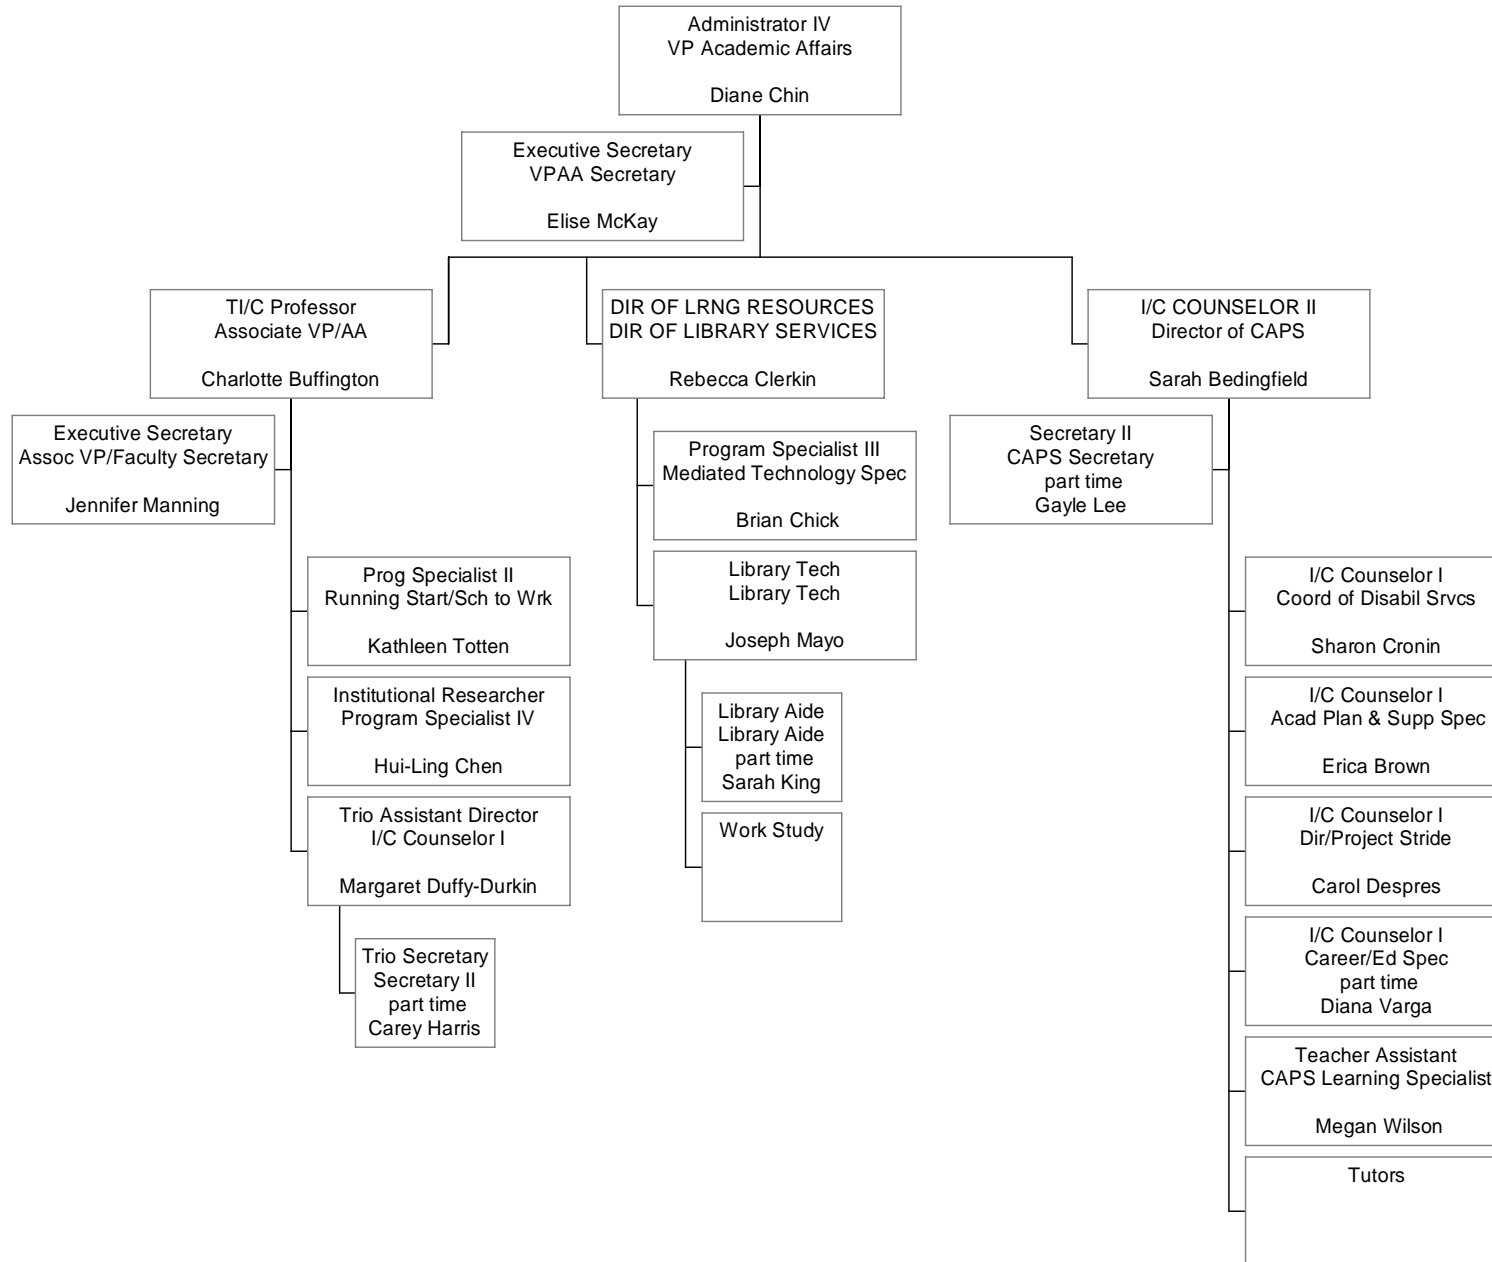 Administrator IV
VP Academic Affairs
Diane Chin
Executive Secretary
VPAA Secretary
Elise McKay
TI/C Professor
Associate VP/AA
Charlotte Buffington
DIR OF LRNG RESOURCES
DIR OF LIBRARY SERVICES
Rebecca Clerkin
I/C COUNSELOR II
Director of CAPS
Sarah Bedingfield
Executive Secretary
Assoc VP/Faculty Secretary
Jennifer Manning
Prog Specialist II
Running Start/Sch to Wrk
Kathleen Totten
Institutional Researcher
Program Specialist IV
Hui-Ling Chen
Trio Assistant Director
I/C Counselor I
Margaret Duffy-Durkin
Trio Secretary
Secretary II
part time
Carey Harris
Program Specialist III
Mediated Technology Spec
Brian Chick
Library Tech
Library Tech
Joseph Mayo
Library Aide
Library Aide
part time
Sarah King
Work Study
Secretary II
CAPS Secretary
part time
Gayle Lee
I/C Counselor I
Coord of Disabil Srvcs
Sharon Cronin
I/C Counselor I
Acad Plan & Supp Spec
Erica Brown
I/C Counselor I
Dir/Project Stride
Carol Despres
I/C Counselor I
Career/Ed Spec
part time
Diana Varga
Teacher Assistant
CAPS Learning Specialist
Megan Wilson
Tutors